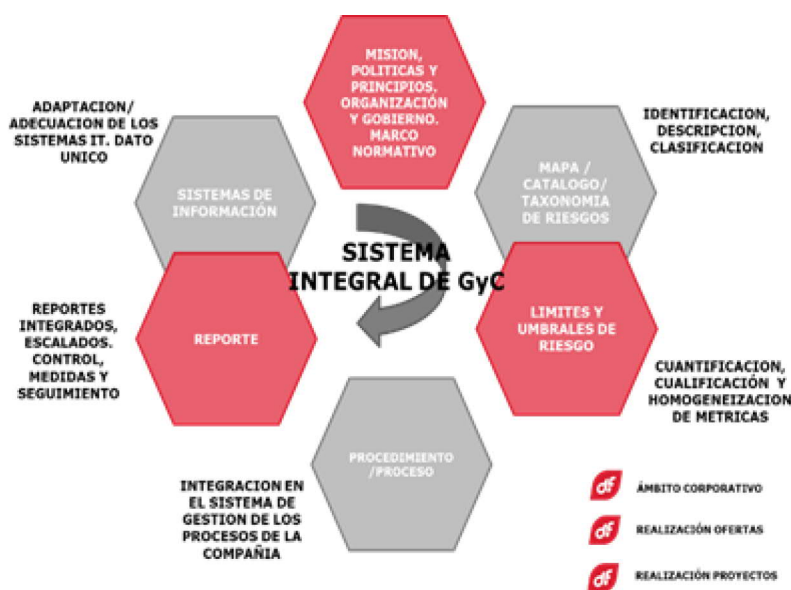 MISION,
POLITICAS Y
PRINCIPIOS.
ORGANIZACIÓN
Y GOBIERNO.
MARCO
NORMATIVO
ADAPTACION/
ADECUACION DE LOS
SISTEMAS IT. DATO
UNICO
SISTEMAS DE
INFORMACIÓN
MAPA /
CATALOGO/
TAXONOMIA
DE RIESGOS
IDENTIFICACION,
DESCRIPCION,
CLASIFICACION
SISTEMA
INTEGRAL DE GyC
REPORTES
INTEGRADOS,
ESCALADOS.
CONTROL,
MEDIDAS Y
SEGUIMIENTO
REPORTE
LIMITES Y
UMBRALES DE
RIESGO
CUANTIFICACION,
CUALIFICACIÓN Y
HOMOGENEIZACION
DE METRICAS
PROCEDIMIENTO
/PROCESO
INTEGRACION EN
EL SISTEMA DE
GESTION DE LOS
PROCESOS DE LA
COMPAÑIA
df ÁMBITO CORPORATIVO
df REALIZACIÓN OFERTAS
df REALIZACIÓN PROYECTOS